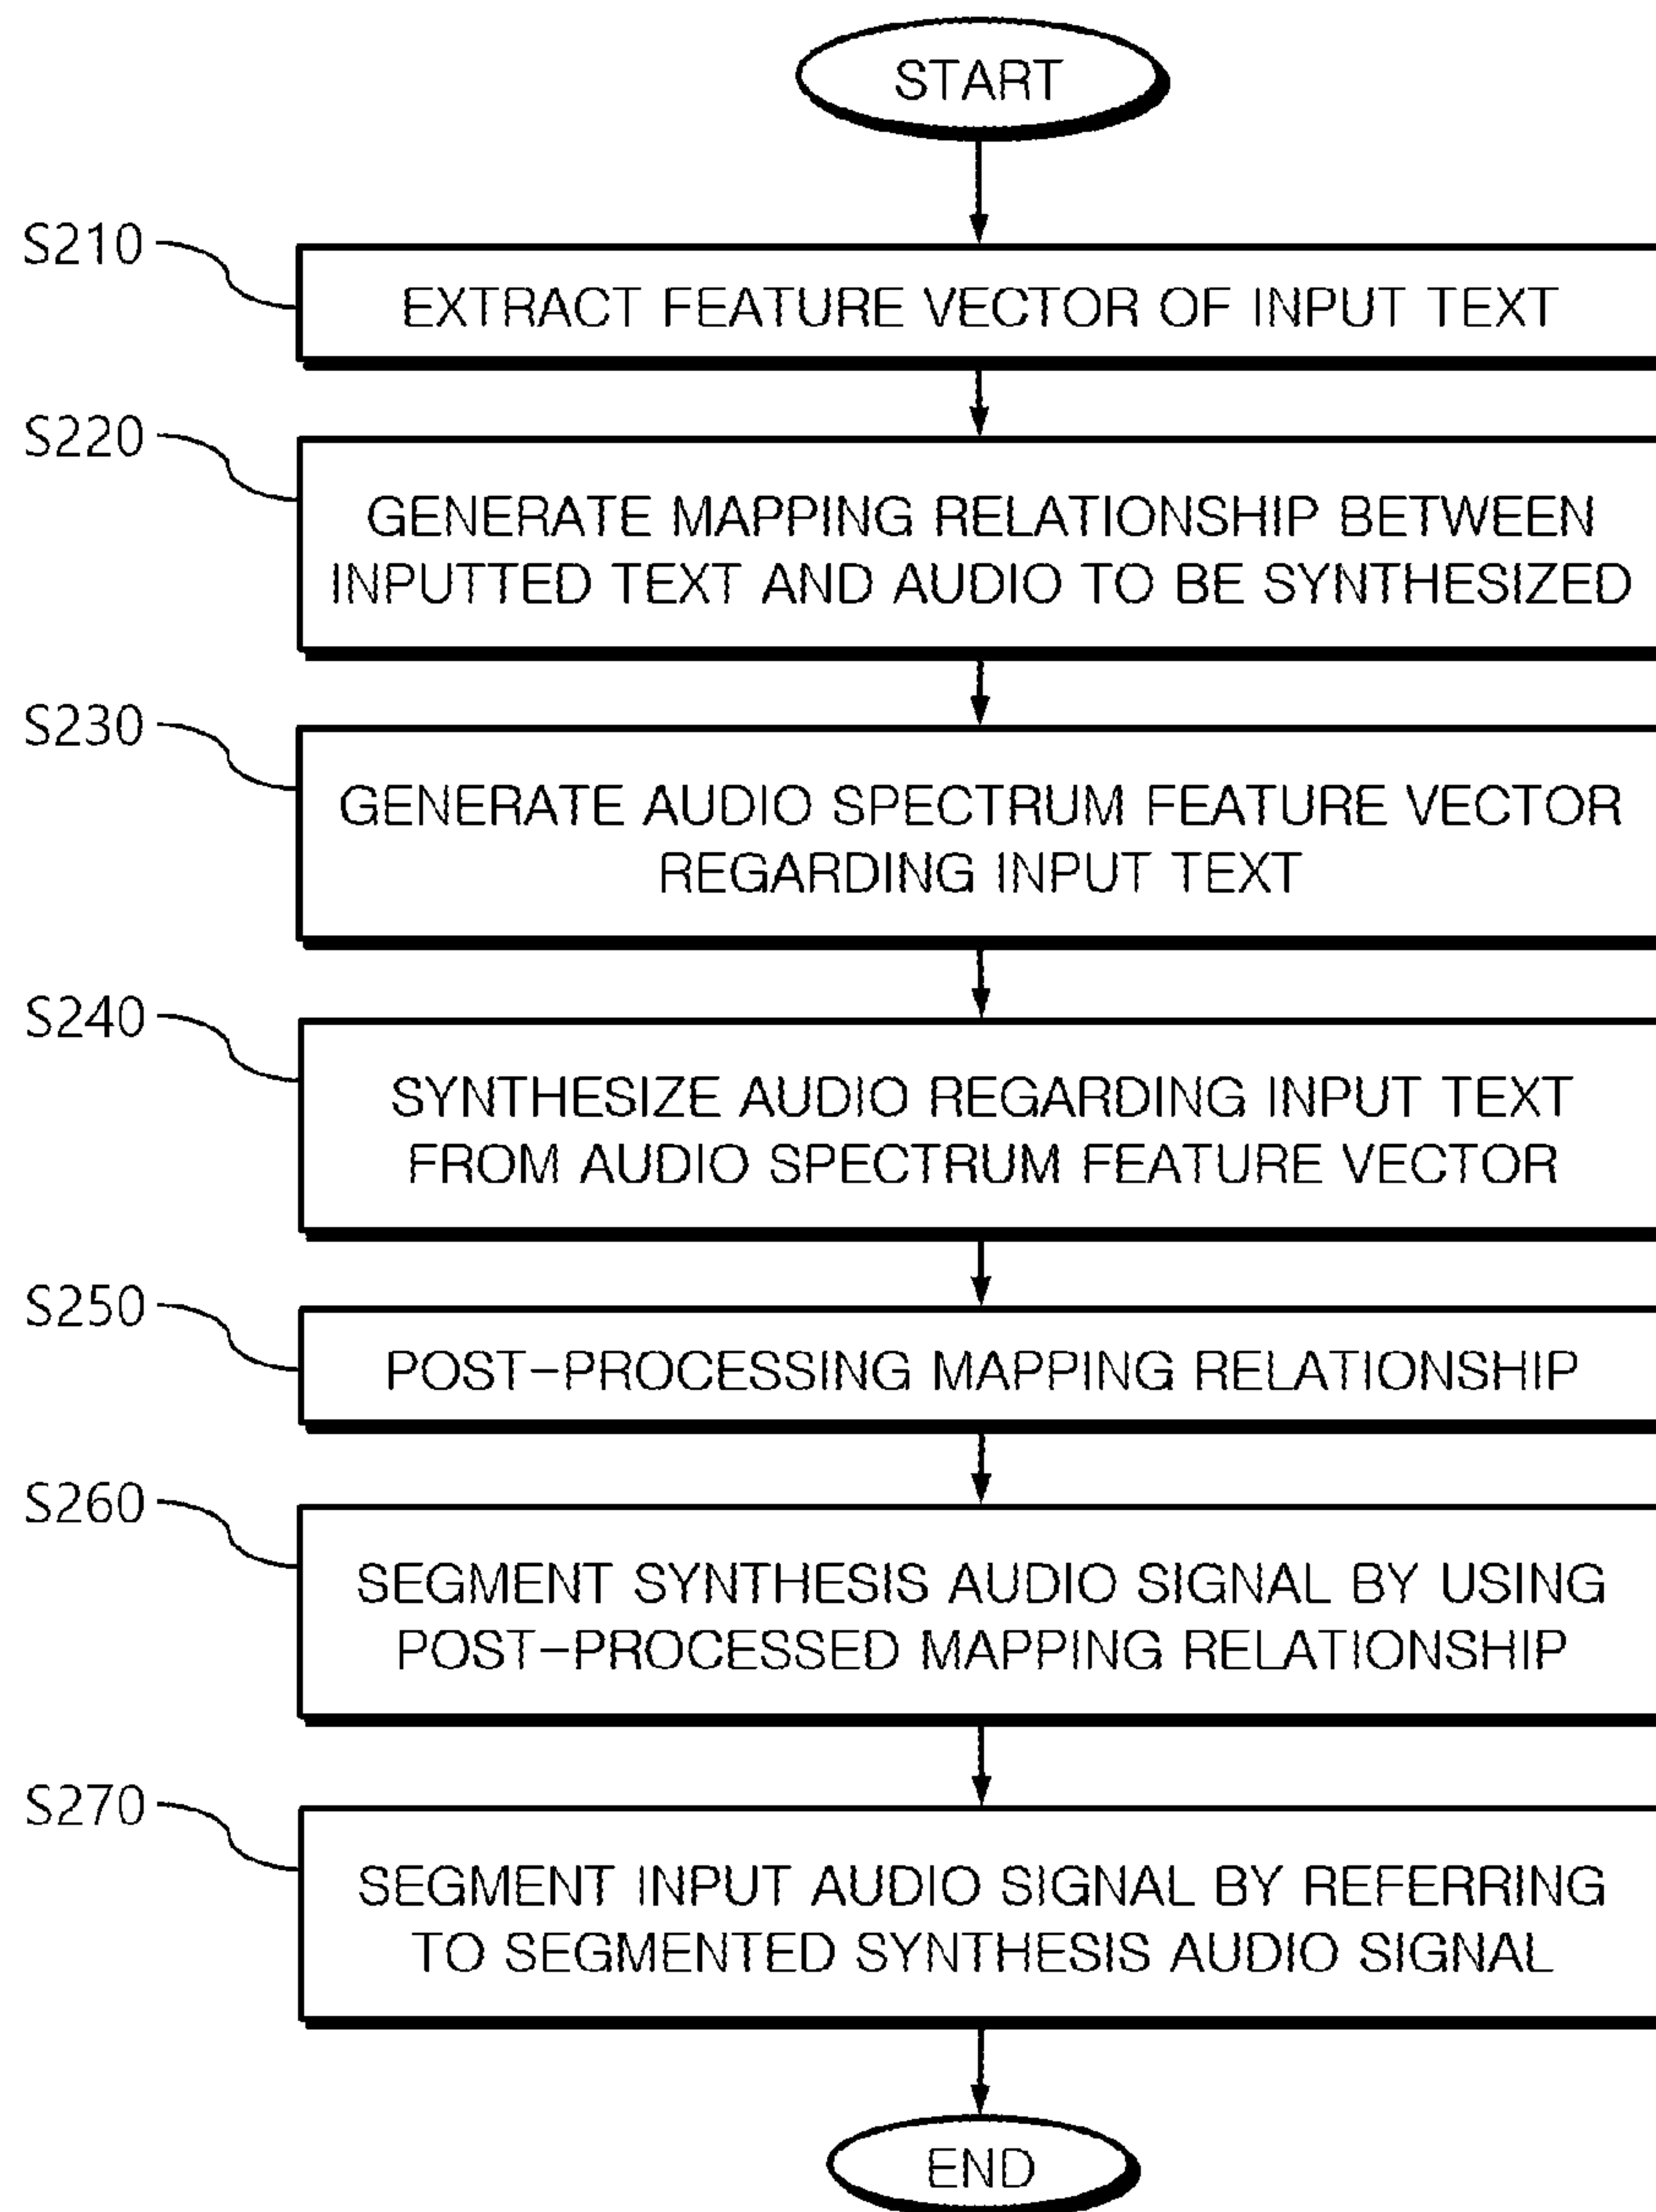 START
S210
EXTRACT FEATURE VECTOR OF INPUT TEXT
S220
GENERATE MAPPING RELATIONSHIP BETWEEN
INPUTTED TEXT AND AUDIO TO BE SYNTHESIZED
S230
GENERATE AUDIO SPECTRUM FEATURE VECTOR
REGARDING INPUT TEXT
S240
SYNTHESIZE AUDIO REGARDING INPUT TEXT
FROM AUDIO SPECTRUM FEATURE VECTOR
S250
POST-PROCESSING MAPPING RELATIONSHIP
S260
SEGMENT SYNTHESIS AUDIO SIGNAL BY USING
POST-PROCESSED MAPPING RELATIONSHIP
S270
SEGMENT INPUT AUDIO SIGNAL BY REFERRING
TO SEGMENTED SYNTHESIS AUDIO SIGNAL
END